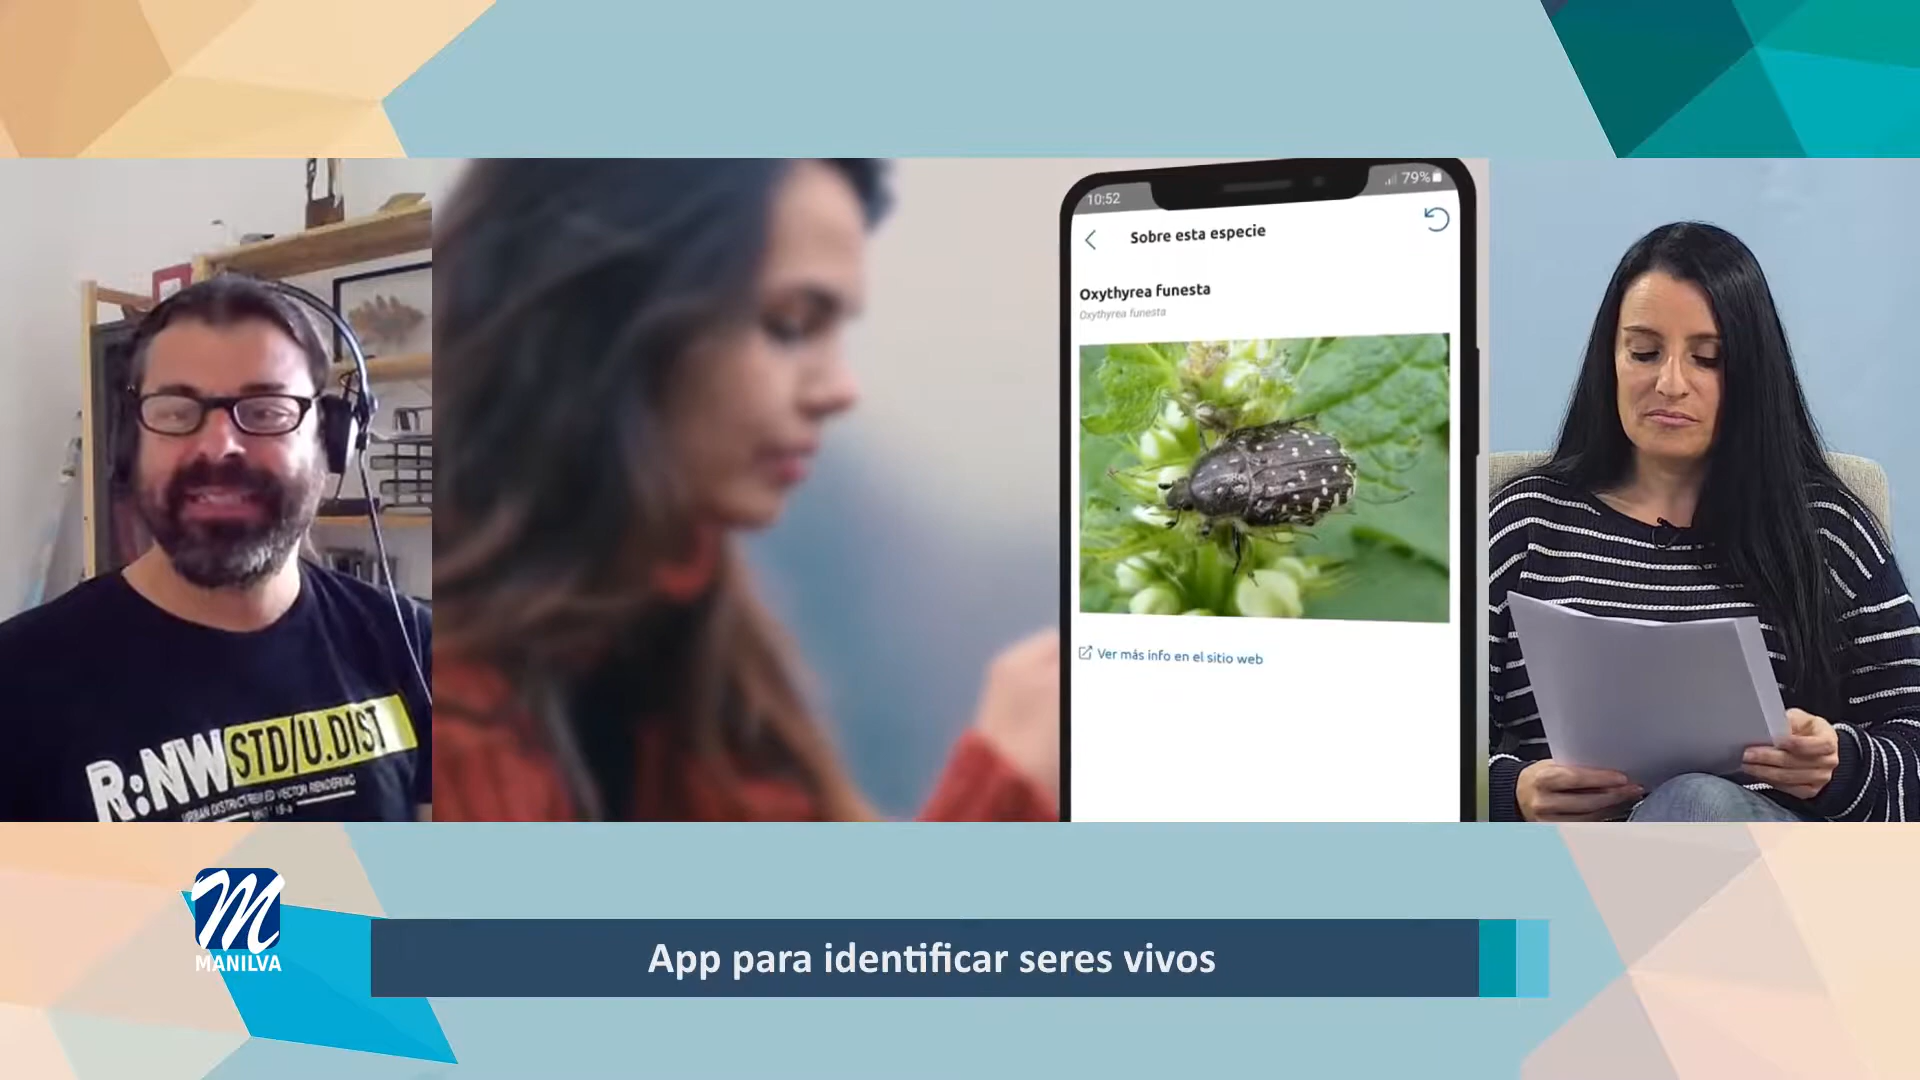 10:52
79%
Sobre esta especie
Oxythyrea funesta
Oxythyrea funesta
Ver más info en el sitio web
R:NW STD/U.DIST
M
MANILVA
App para identificar seres vivos